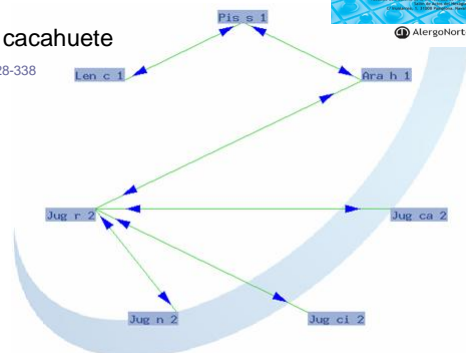 Pis s 1
cacahuete
AlergoNort
28-338
Len c 1
Ara h 1
Jug r 2
Jug ca 2
Jug n 2
Jug ci 2